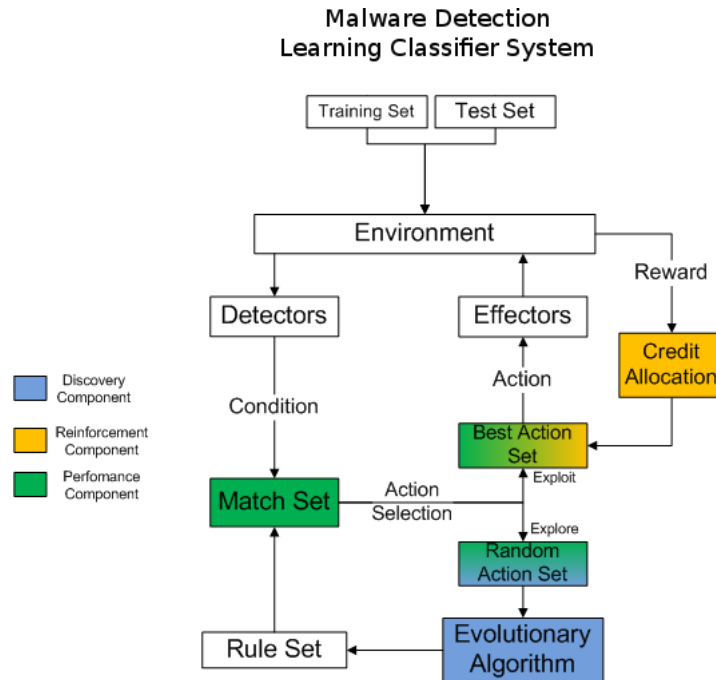 Malware Detection
Learning Classifier System
Training Set
Test Set
Environment
Reward
Detectors
Effectors
Credit
Allocation
Discovery
Component
Action
Condition
Reinforcement
Component
Best Action
Set
Perfomance
Component
Match Set
Action
Selection
Exploit
Explore
Random
Action Set
Rule Set
Evolutionary
Algorithm